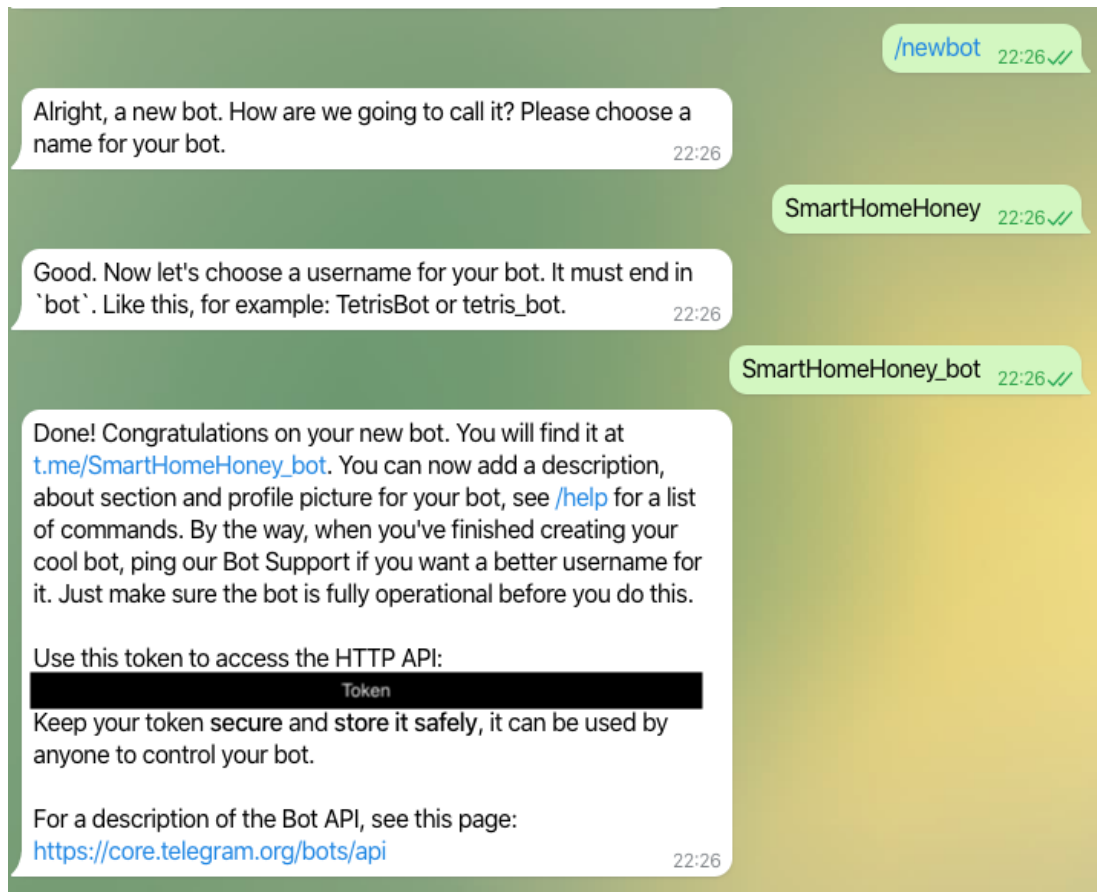 /newbot 22:26
Alright, a new bot. How are we going to call it? Please choose a
name for your bot.
22:26
SmartHomeHoney 22:26
Good. Now let's choose a username for your bot. It must end in
`bot`. Like this, for example: TetrisBot or tetris_bot.
22:26
SmartHomeHoney_bot 22:26
Done! Congratulations on your new bot. You will find it at
t.me/SmartHomeHoney_bot. You can now add a description,
about section and profile picture for your bot, see /help for a list
of commands. By the way, when you've finished creating your
cool bot, ping our Bot Support if you want a better username for
it. Just make sure the bot is fully operational before you do this.
Use this token to access the HTTP API:
Token
Keep your token secure and store it safely, it can be used by
anyone to control your bot.
For a description of the Bot API, see this page:
https://core.telegram.org/bots/api
22:26